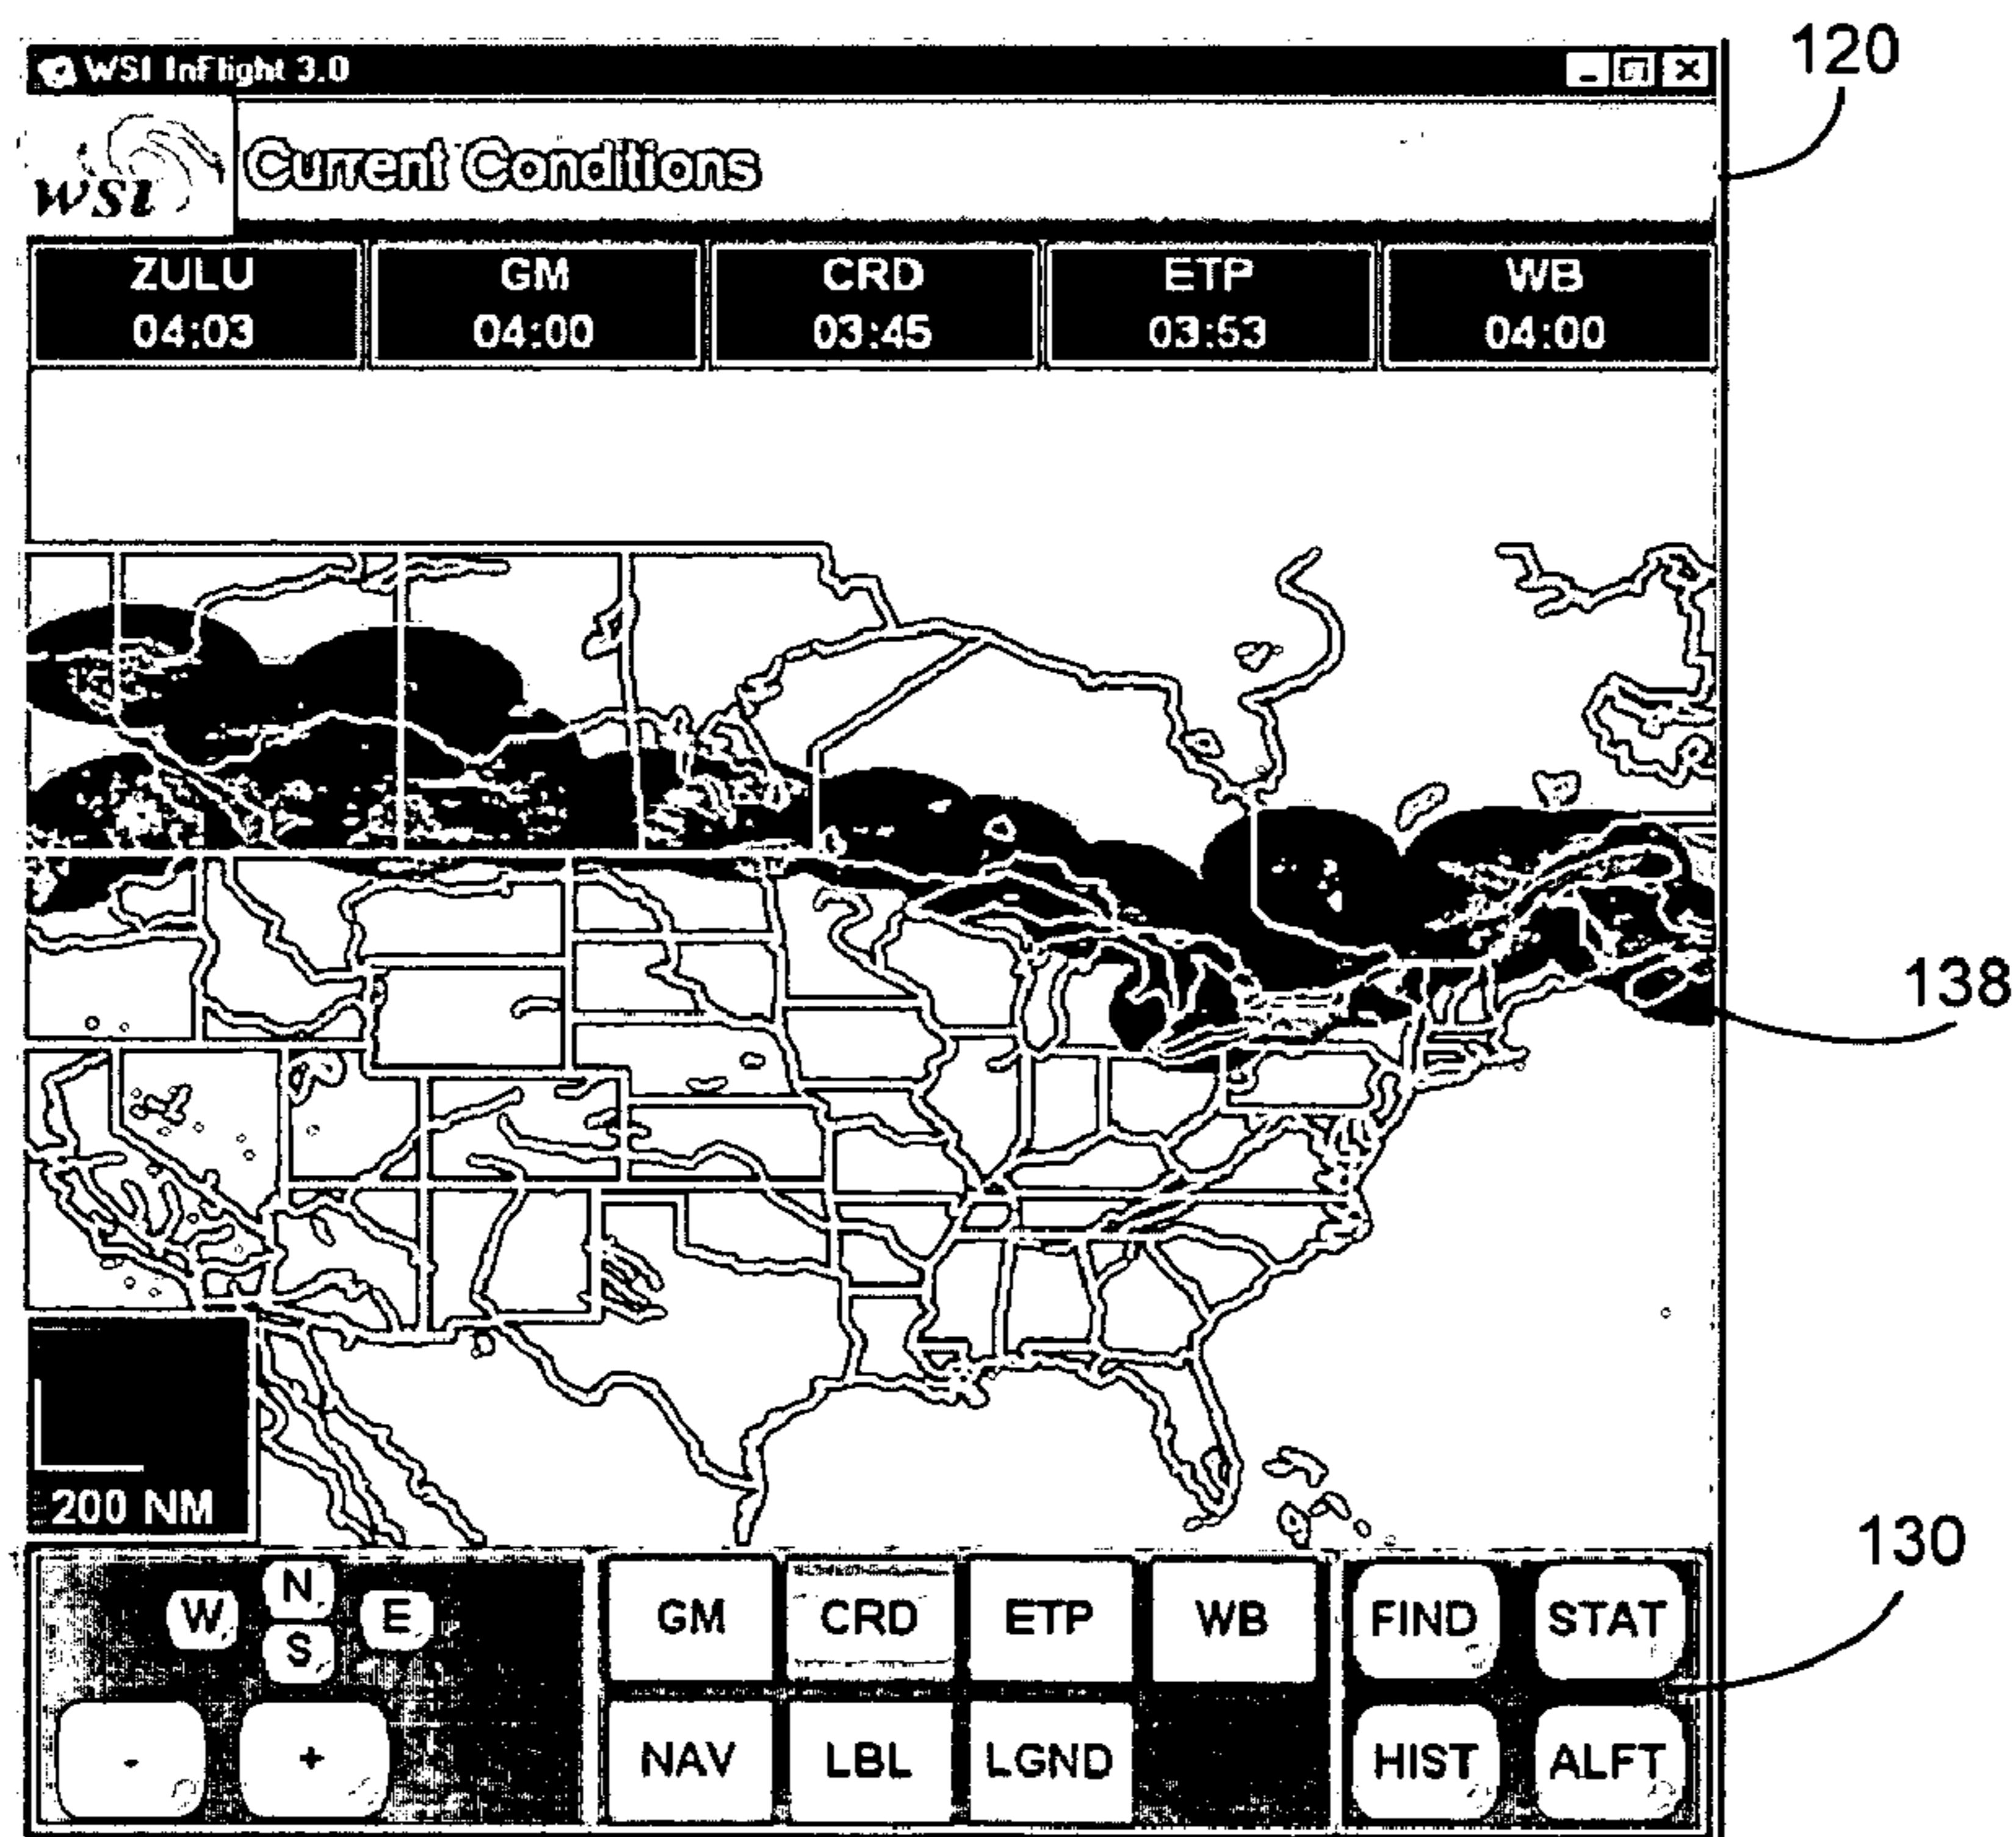 120
WSI InFlight 3.0
WSI
Current Conditions
ZULU GM CRD ETP WB
04:03 04:00 03:45 03:53 04:00
138
200 NM
130
N
W E
S
- +
GM CRD ETP WB
NAV LBL LGND
FIND STAT
HIST ALFT